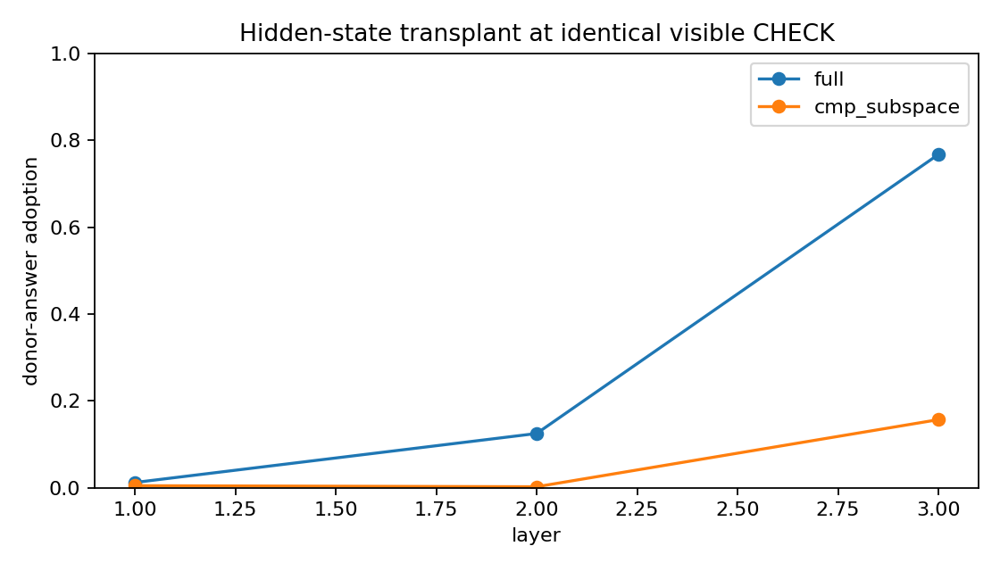 Hidden-state transplant at identical visible CHECK
full
cmp_subspace
donor-answer adoption
1.0
0.8
0.6
0.4
0.2
0.0
1.00 1.25 1.50 1.75 2.00 2.25 2.50 2.75 3.00
layer